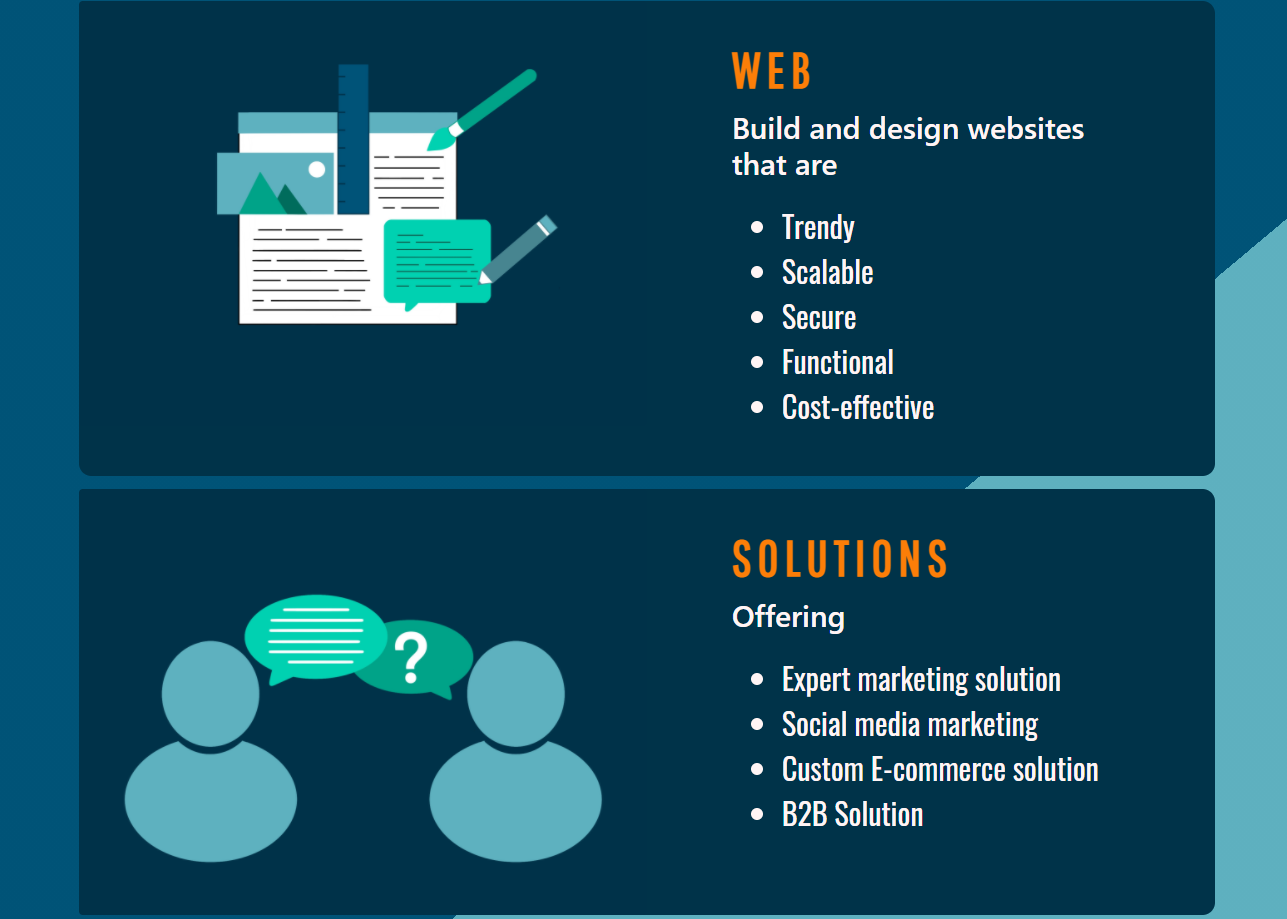 WEB
Build and design websites
that are
Trendy
Scalable
Secure
Functional
Cost-effective
SOLUTIONS
?
Offering
Expert marketing solution
Social media marketing
Custom E-commerce solution
B2B Solution